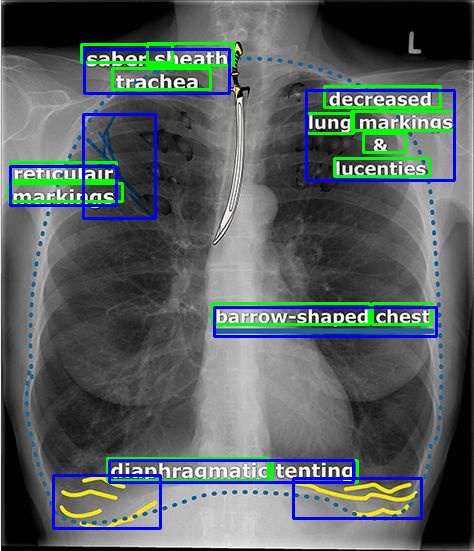 L
saber sheath
trachea
decreased
lung markings
&
lucenties
reticulair
markings
barrow-shaped chest
diaphragmatic tenting